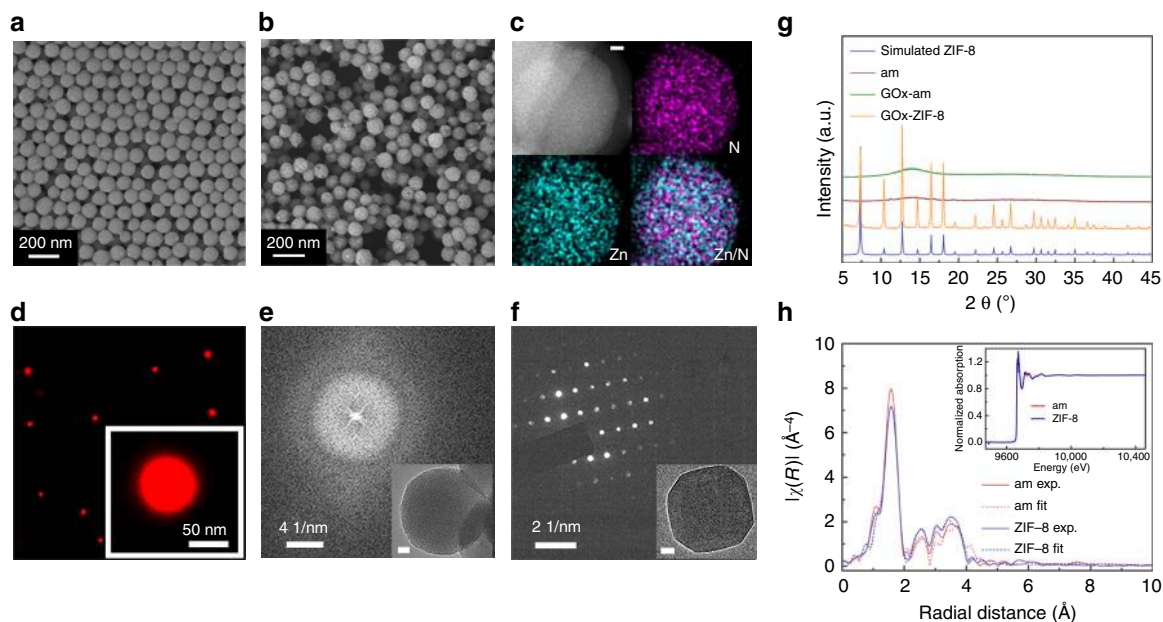 a
b
c
g
200 nm
200 nm
N
Zn
Zn/N
Simulated ZIF-8
am
GOx-am
GOx-ZIF-8
Intensity (a.u.)
5 10 15 22 25 30 35 40 45
2 θ (°)
d
e
f
h
50 nm
4 1/nm
2 1/nm
10
8
6
4
2
0
|χ(R)| (Å–4)
Normalized absorption
1.2
0.8
0.4
0.0
am
ZIF-8
9600 10,000 10,400
Energy (eV)
am exp.
am fit
ZIF–8 exp.
ZIF–8 fit
0 2 4 6 8 10
Radial distance (Å)